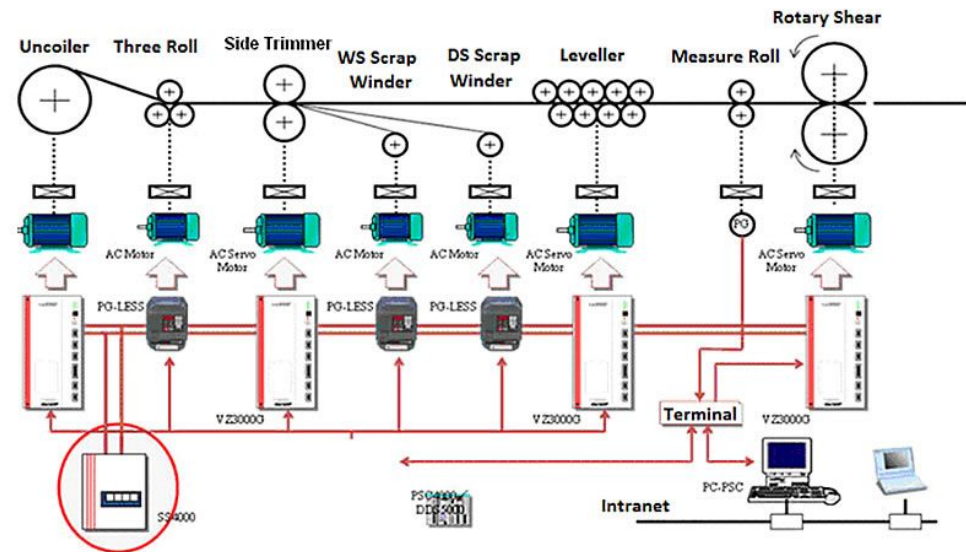 Rotary Shear
Uncoiler
Three Roll
Side Trimmer
WS Scrap
Winder
DS Scrap
Winder
Leveller
Measure Roll
PG
AC Motor
AC Servo
Motor
AC Motor
AC Motor
AC Servo
Motor
AC Servo
Motor
PG-LESS
PG-LESS
PG-LESS
VZ3000G
VZ3000G
Terminal
VZ3000G
PC-PSC
Intranet